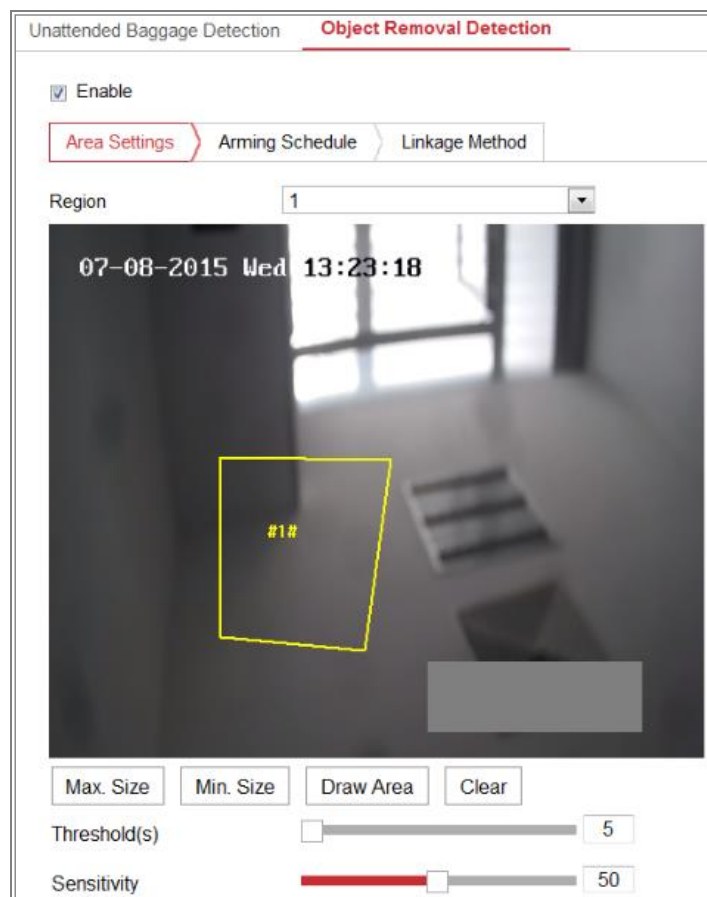 Unattended Baggage Detection Object Removal Detection
Enable
Area Settings Arming Schedule Linkage Method
Region 1
07-08-2015 Wed 13:23:18
#1#
Max. Size Min. Size Draw Area Clear
Threshold(s) 5
Sensitivity 50